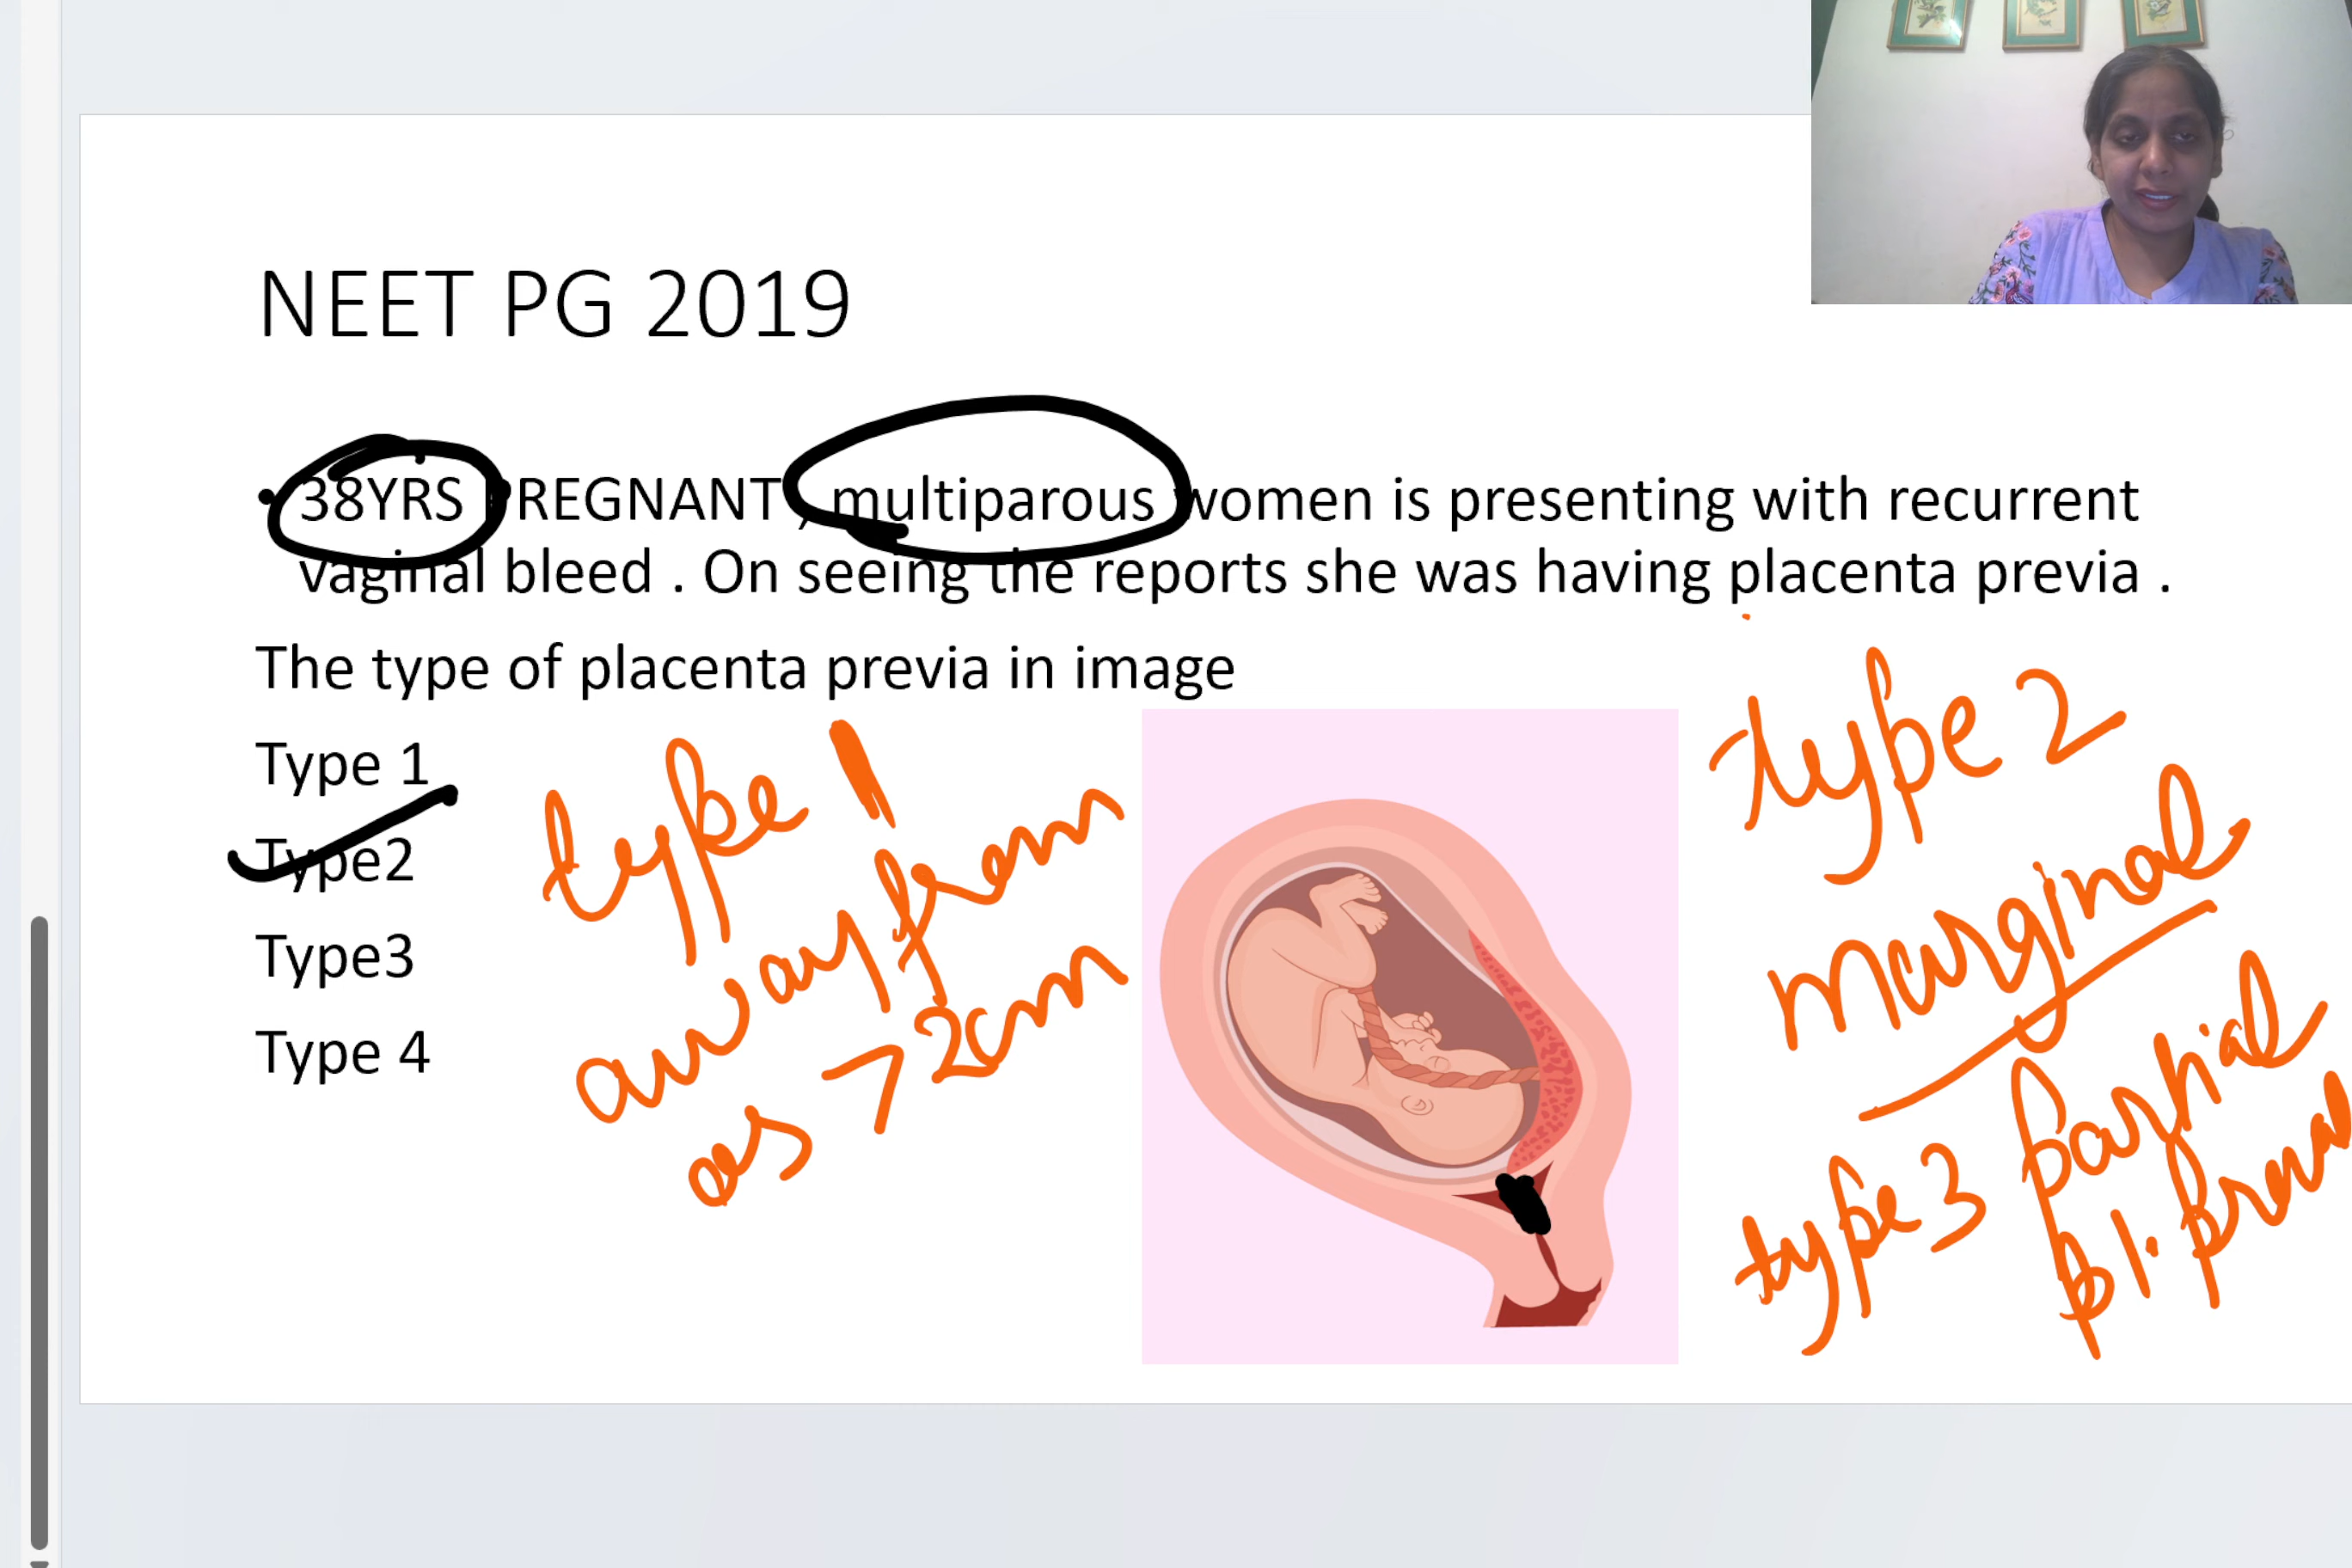 NEET PG 2019
• 38YRS PREGNANT, multiparous women is presenting with recurrent
vaginal bleed . On seeing the reports she was having placenta previa .
The type of placenta previa in image
Type 1
Type2
Type3
Type 4
type 1
away from
os >2cm
type 2
marginal
type 3 partial
pl.